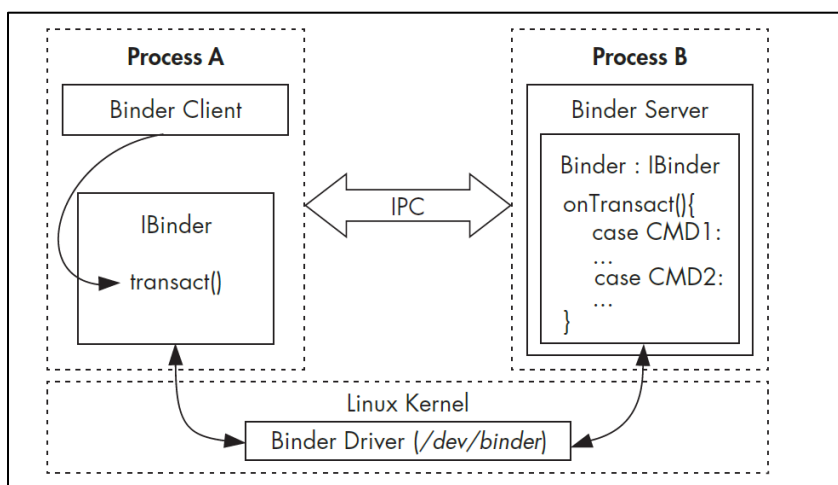 Process A
Binder Client
IBinder
transact()
IPC
Process B
Binder Server
Binder : IBinder
onTransact(){
case CMD1:
...
case CMD2:
...
}
Linux Kernel
Binder Driver (/dev/binder)